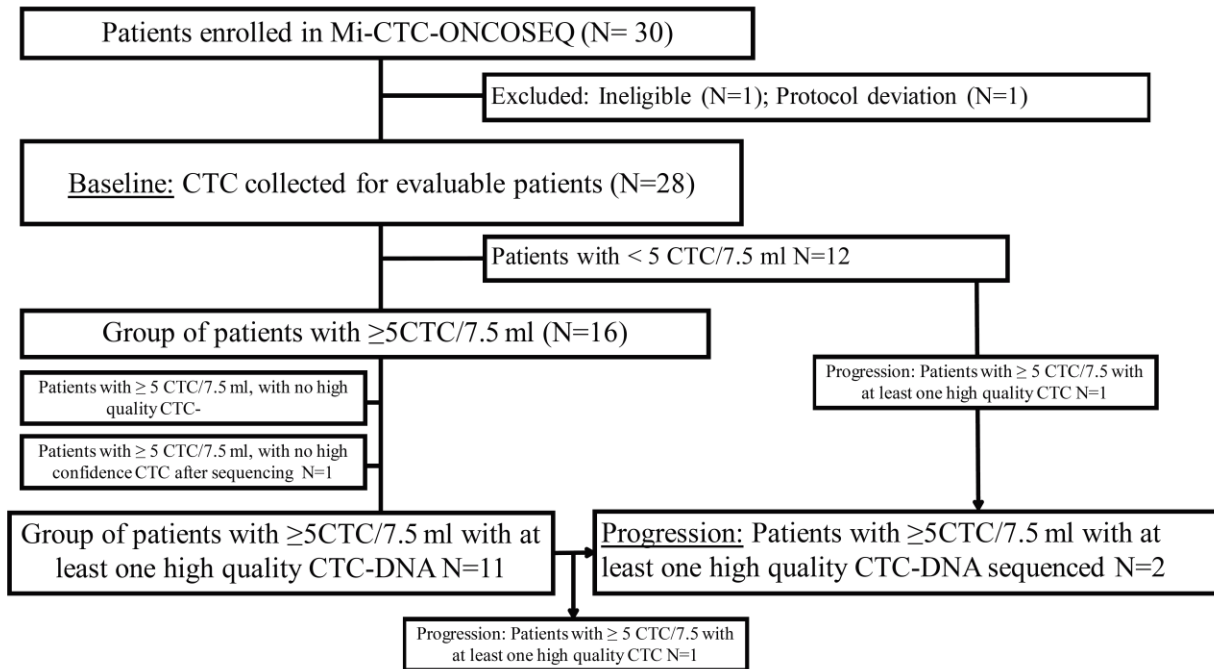 Patients enrolled in Mi-CTC-ONCOSEQ (N= 30)
Excluded: Ineligible (N=1); Protocol deviation (N=1)
Baseline: CTC collected for evaluable patients (N=28)
Patients with < 5 CTC/7.5 ml N=12
Group of patients with ≥5CTC/7.5 ml (N=16)
Patients with ≥ 5 CTC/7.5 ml, with no high
quality CTC-
Progression: Patients with ≥ 5 CTC/7.5 with
at least one high quality CTC N=1
Patients with ≥ 5 CTC/7.5 ml, with no high
confidence CTC after sequencing N=1
Group of patients with ≥5CTC/7.5 ml with at
least one high quality CTC-DNA N=11
Progression: Patients with ≥5CTC/7.5 ml with at
least one high quality CTC-DNA sequenced N=2
Progression: Patients with ≥ 5 CTC/7.5 with
at least one high quality CTC N=1